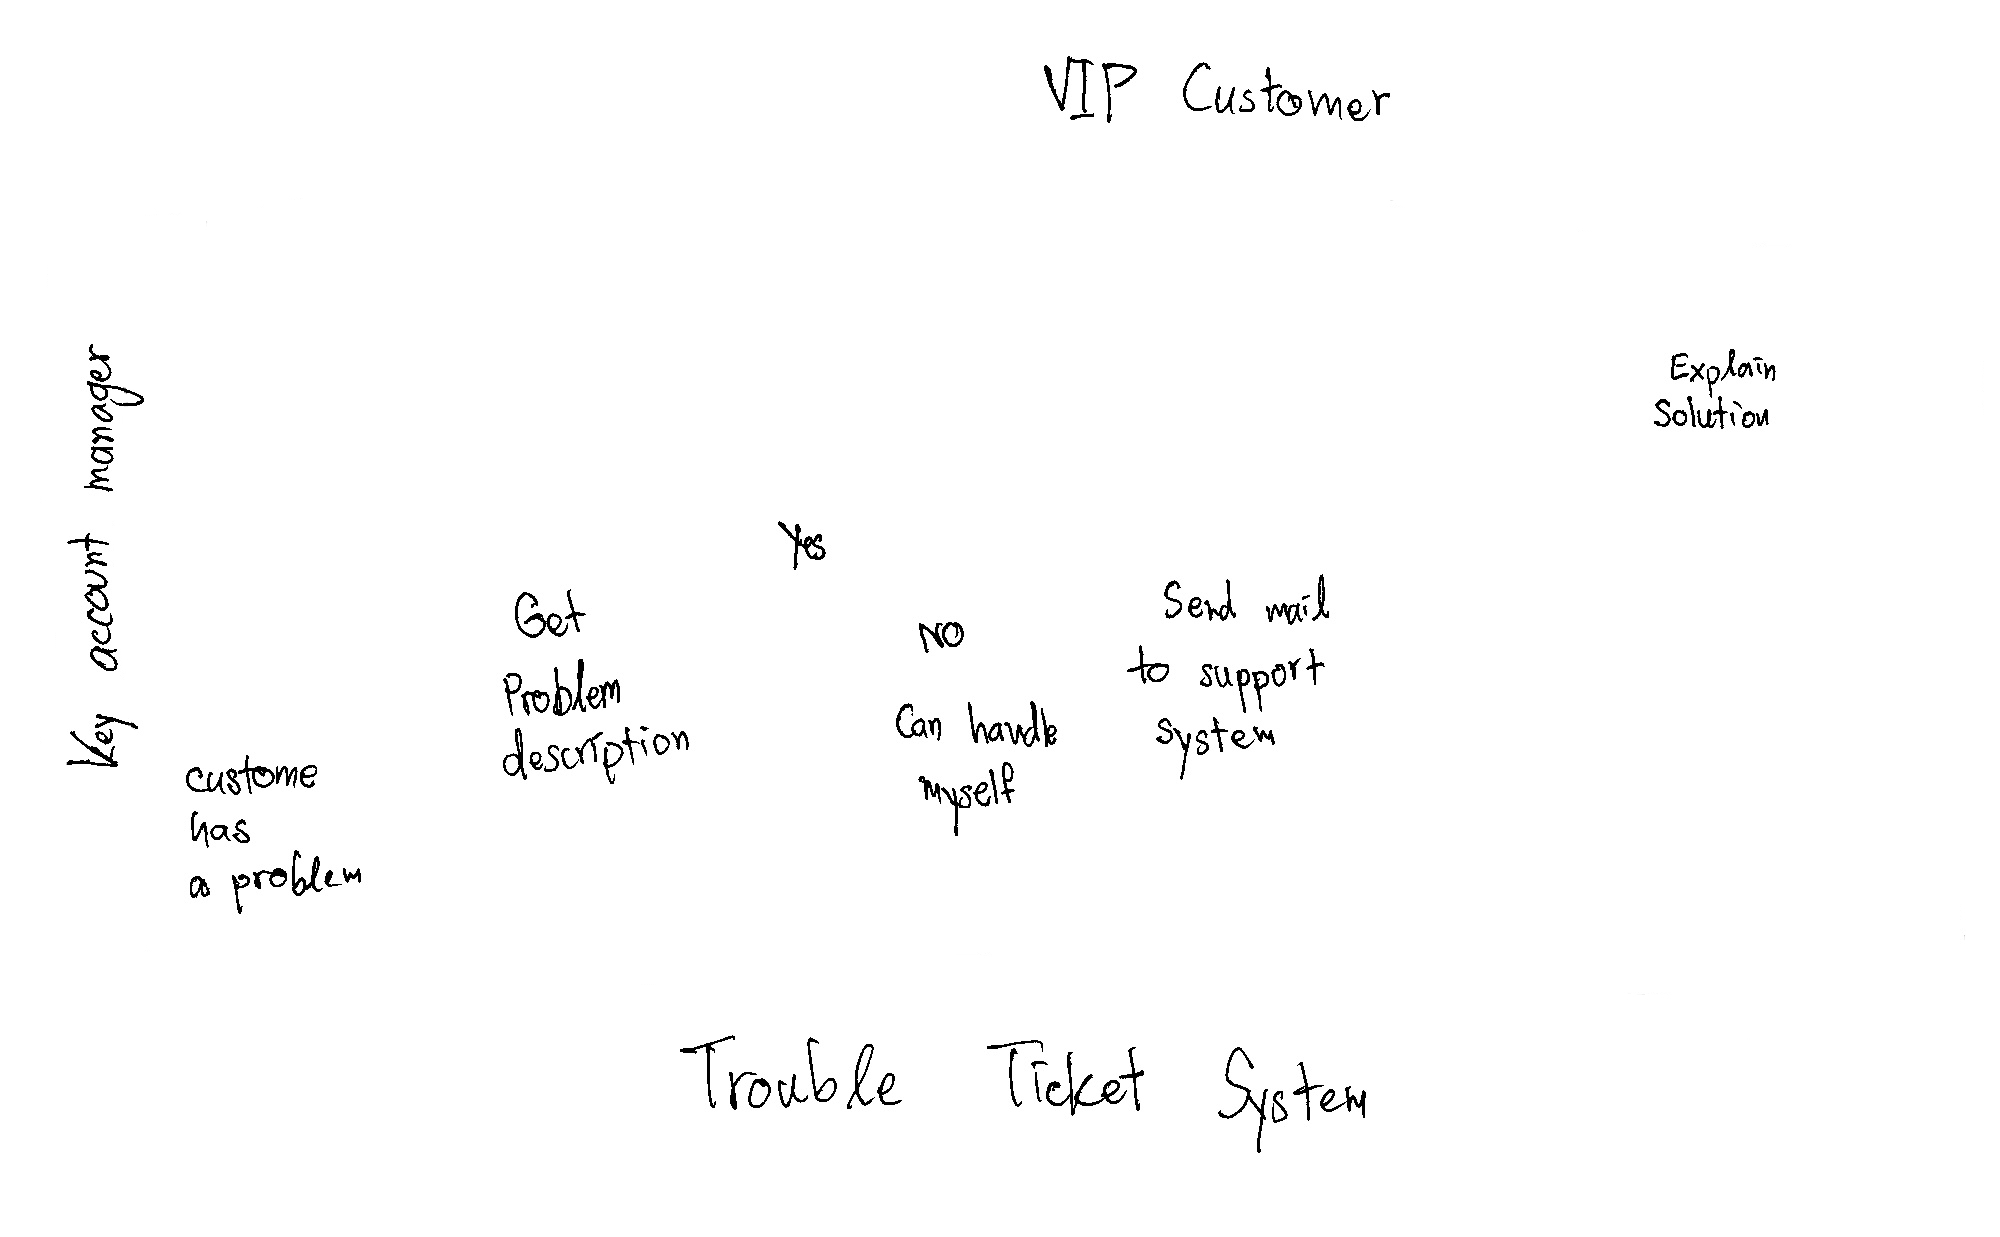 VIP Customer
Key account manager
Explain
Solution
Yes
NO
Get
Problem
description
Can handle
myself
Send mail
to support
system
custome
has
a problem
Trouble Ticket System